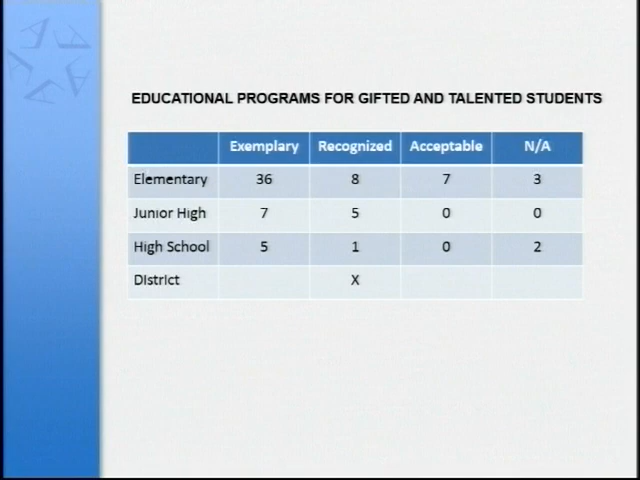 EDUCATIONAL PROGRAMS FOR GIFTED AND TALENTED STUDENTS
Exemplary Recognized Acceptable N/A
Elementary 36 8 7 3
Junior High 7 5 0 0
High School 5 1 0 2
District X